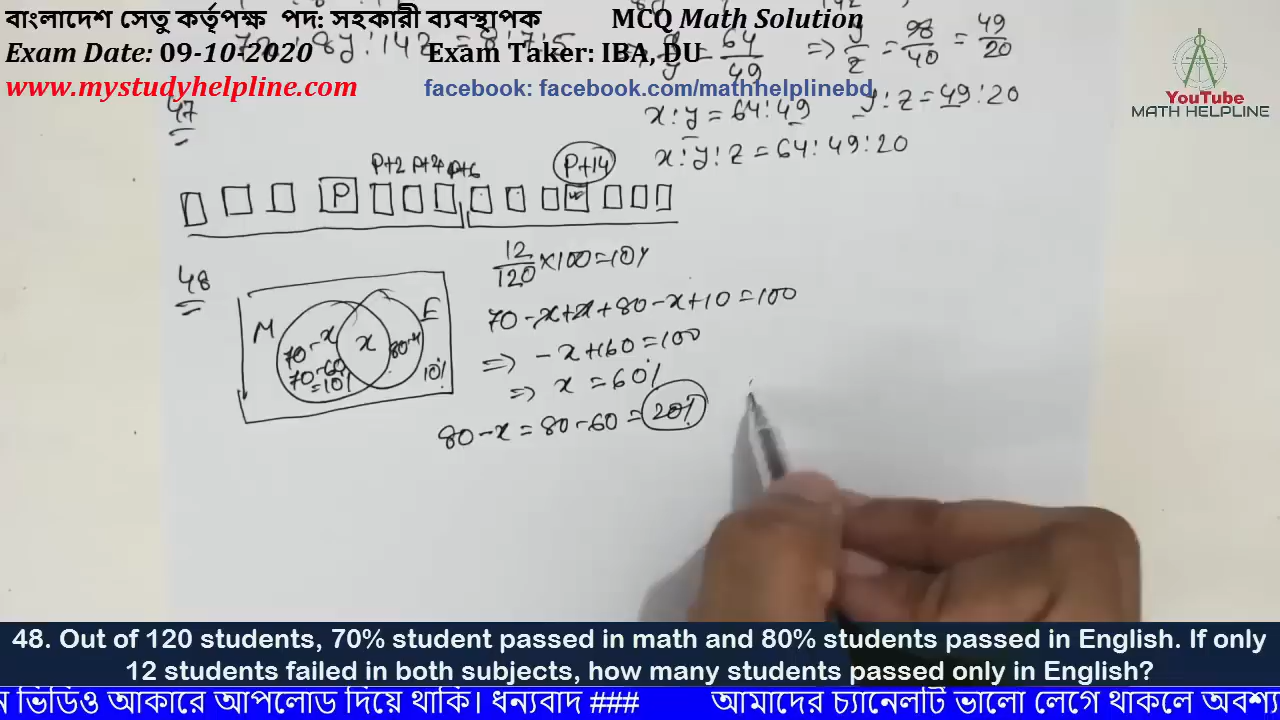 বাংলাদেশ সেতু কর্তৃপক্ষ পদ: সহকারী ব্যবস্থাপক MCQ Math Solution
Exam Date: 09-10-2020 Exam Taker: IBA, DU
www.mystudyhelpline.com facebook: facebook.com/mathhelplinebd
YouTube
MATH HELPLINE
= 64/49 ⇒ y/z = 98/40 = 49/20
x:y = 64:49 y:z = 49:20
x:y:z = 64:49:20
47
P+2 P+4 P+6 P+14
P
48
12/120 × 100 = 10%
M E
70-x x 80-x
70-60
=10% 10%
70-x+x+80-x+10=100
⇒ -x+160=100
⇒ x = 60%
80-x = 80-60 = 20%
48. Out of 120 students, 70% student passed in math and 80% students passed in English. If only
12 students failed in both subjects, how many students passed only in English?
ভিডিও আকারে আপলোড দিয়ে থাকি। ধন্যবাদ ### আমাদের চ্যানেলটি ভালো লেগে থাকলে